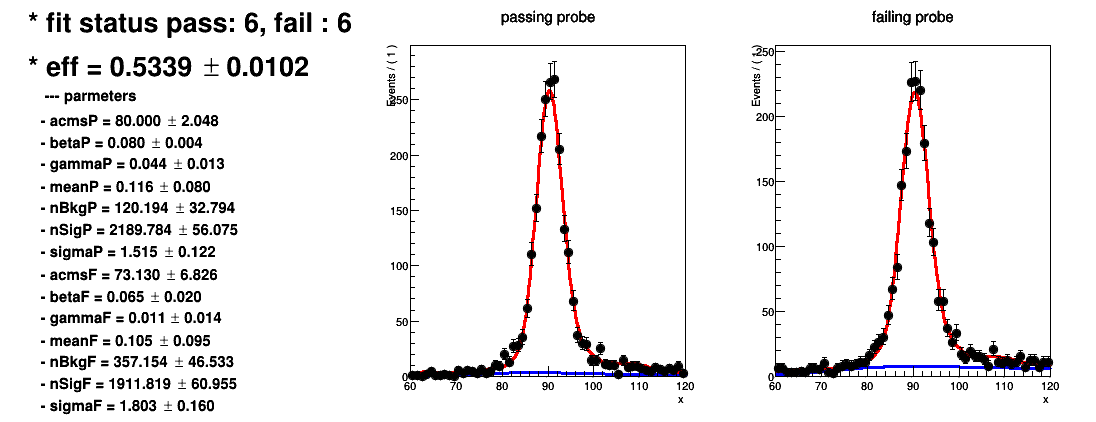 * fit status pass: 6, fail : 6
* eff = 0.5339 ± 0.0102
--- parmeters
- acmsP = 80.000 ± 2.048
- betaP = 0.080 ± 0.004
- gammaP = 0.044 ± 0.013
- meanP = 0.116 ± 0.080
- nBkgP = 120.194 ± 32.794
- nSigP = 2189.784 ± 56.075
- sigmaP = 1.515 ± 0.122
- acmsF = 73.130 ± 6.826
- betaF = 0.065 ± 0.020
- gammaF = 0.011 ± 0.014
- meanF = 0.105 ± 0.095
- nBkgF = 357.154 ± 46.533
- nSigF = 1911.819 ± 60.955
- sigmaF = 1.803 ± 0.160
passing probe
Events / ( 1 )
250
200
150
100
50
0
60 70 80 90 100 110 120
x
failing probe
Events / ( 1 )
250
200
150
100
50
0
60 70 80 90 100 110 120
x